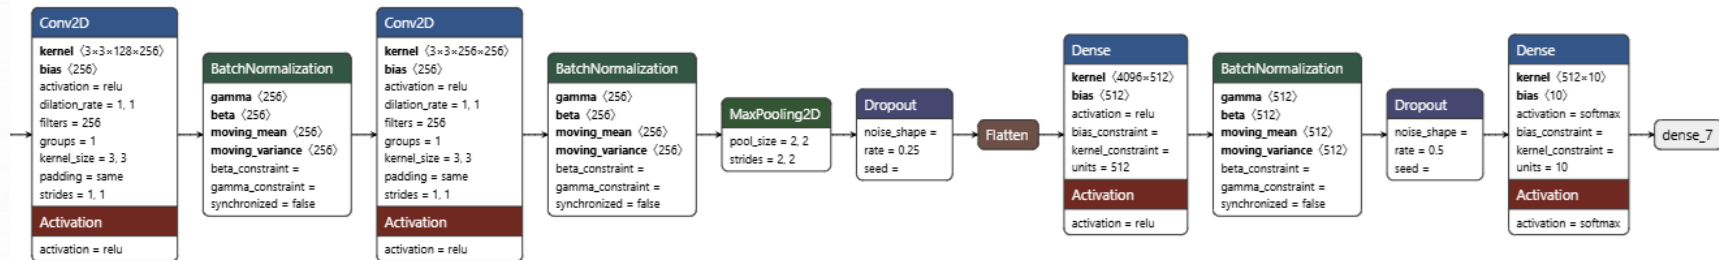 Conv2D
kernel 〈3×3×128×256〉
bias 〈256〉
activation = relu
dilation_rate = 1, 1
filters = 256
groups = 1
kernel_size = 3, 3
padding = same
strides = 1, 1
Activation
activation = relu
BatchNormalization
gamma 〈256〉
beta 〈256〉
moving_mean 〈256〉
moving_variance 〈256〉
beta_constraint =
gamma_constraint =
synchronized = false
Conv2D
kernel 〈3×3×256×256〉
bias 〈256〉
activation = relu
dilation_rate = 1, 1
filters = 256
groups = 1
kernel_size = 3, 3
padding = same
strides = 1, 1
Activation
activation = relu
BatchNormalization
gamma 〈256〉
beta 〈256〉
moving_mean 〈256〉
moving_variance 〈256〉
beta_constraint =
gamma_constraint =
synchronized = false
MaxPooling2D
pool_size = 2, 2
strides = 2, 2
Dropout
noise_shape =
rate = 0.25
seed =
Flatten
Dense
kernel 〈4096×512〉
bias 〈512〉
activation = relu
bias_constraint =
kernel_constraint =
units = 512
Activation
activation = relu
BatchNormalization
gamma 〈512〉
beta 〈512〉
moving_mean 〈512〉
moving_variance 〈512〉
beta_constraint =
gamma_constraint =
synchronized = false
Dropout
noise_shape =
rate = 0.5
seed =
Dense
kernel 〈512×10〉
bias 〈10〉
activation = softmax
bias_constraint =
kernel_constraint =
units = 10
Activation
activation = softmax
dense_7